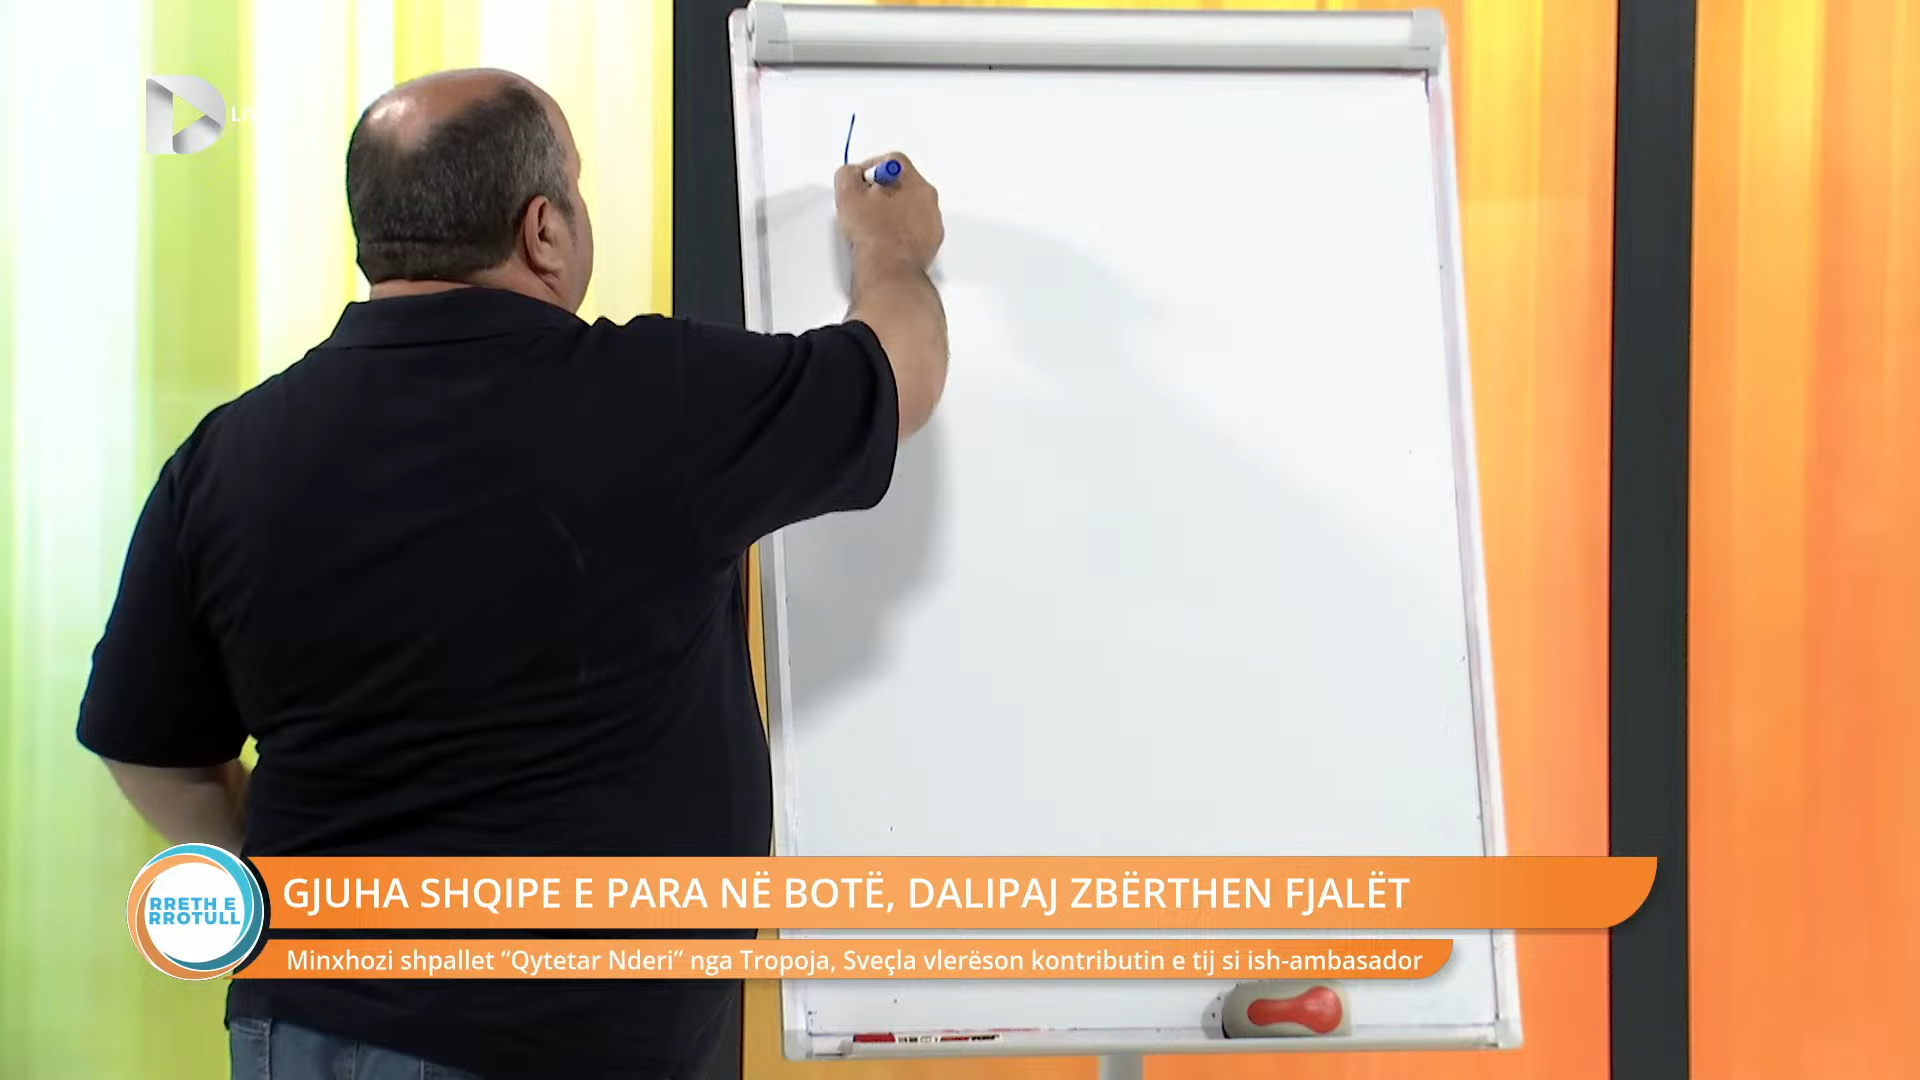 GJUHA SHQIPE E PARA NË BOTË, DALIPAJ ZBËRTHEN FJALËT
RRETH E
RROTULL
Minxhozi shpallet “Qytetar Nderi” nga Tropoja, Sveçla vlerëson kontributin e tij si ish-ambasador